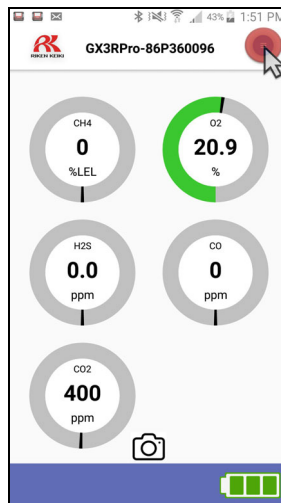 43% 1:51 PM
RIKEN KEIKI
GX3RPro-86P360096
CH4
0
%LEL
O2
20.9
%
H2S
0.0
ppm
CO
0
ppm
CO2
400
ppm